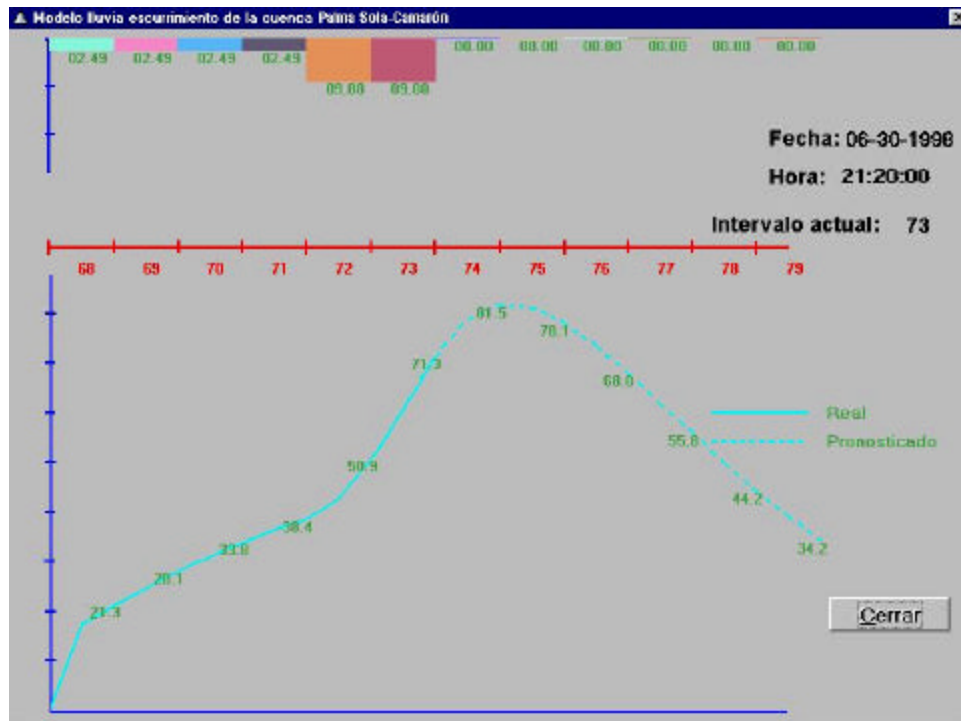 Modelo lluvia escurrimiento de la cuenca Palma Sola-Camarón
02.49 02.49 02.49 02.49 09.00 09.00 00.00 00.00 00.00 00.00 00.00 00.00
Fecha: 06-30-1998
Hora: 21:20:00
Intervalo actual: 73
68 69 70 71 72 73 74 75 76 77 78 79
81.5
78.1
71.3
68.0
Real
Pronosticado
55.8
50.9
44.2
38.4
33.8
34.2
28.1
21.3
Cerrar